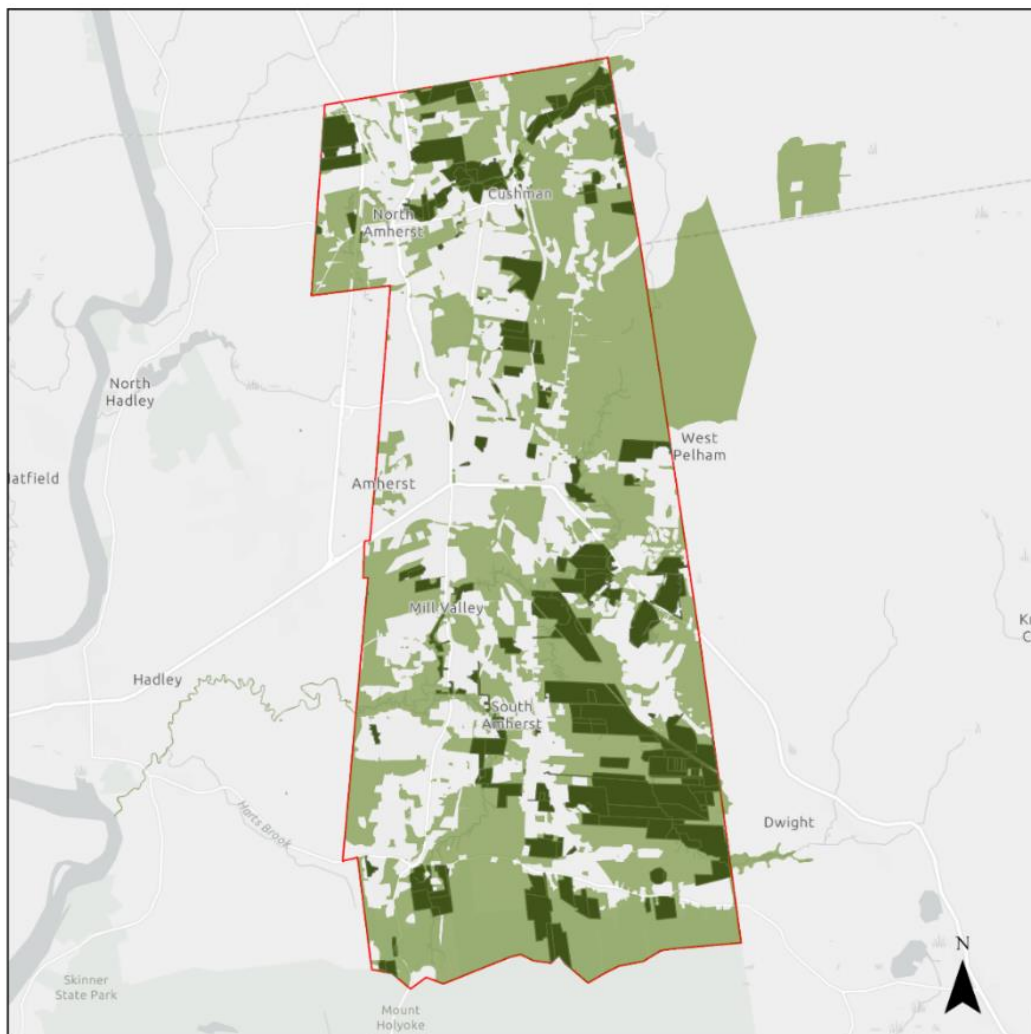 Cushman
North
Amherst
North
Hadley
West
Pelham
atfield
Amherst
Mill Valley
Hadley
South
Amherst
Harts Brook
Dwight
N
Skinner
State Park
Mount
Holyoke